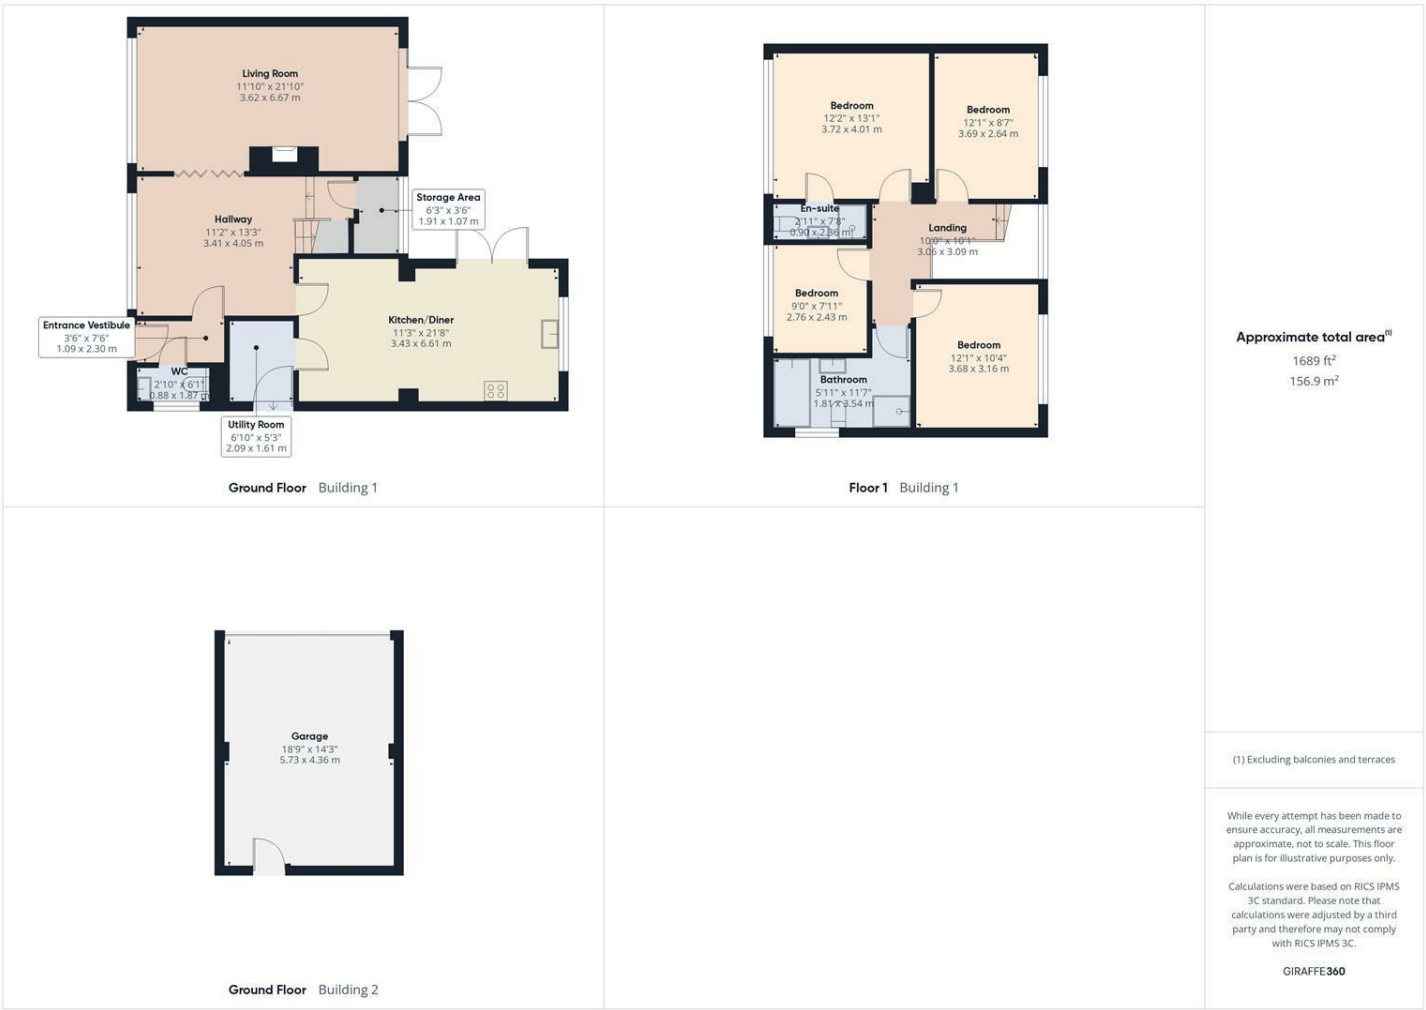 Living Room
11'10" x 21'10"
3.62 x 6.67 m
Storage Area
6'3" x 3'6"
1.91 x 1.07 m
Hallway
11'2" x 13'3"
3.41 x 4.05 m
Entrance Vestibule
3'6" x 7'6"
1.09 x 2.30 m
Kitchen/Diner
11'3" x 21'8"
3.43 x 6.61 m
WC
2'10" x 6'1"
0.88 x 1.87 m
Utility Room
6'10" x 5'3"
2.09 x 1.61 m
Ground Floor Building 1
Bedroom
12'2" x 13'1"
3.72 x 4.01 m
Bedroom
12'1" x 8'7"
3.69 x 2.64 m
En-suite
2'11" x 7'8"
0.90 x 2.36 m
Landing
10'0" x 10'1"
3.06 x 3.09 m
Bedroom
9'0" x 7'11"
2.76 x 2.43 m
Bedroom
12'1" x 10'4"
3.68 x 3.16 m
Bathroom
5'11" x 11'7"
1.81 x 3.54 m
Floor 1 Building 1
Garage
18'9" x 14'3"
5.73 x 4.36 m
Ground Floor Building 2
Approximate total area(1)
1689 ft²
156.9 m²
(1) Excluding balconies and terraces
While every attempt has been made to
ensure accuracy, all measurements are
approximate, not to scale. This floor
plan is for illustrative purposes only.
Calculations were based on RICS IPMS
3C standard. Please note that
calculations were adjusted by a third
party and therefore may not comply
with RICS IPMS 3C.
GIRAFFE360